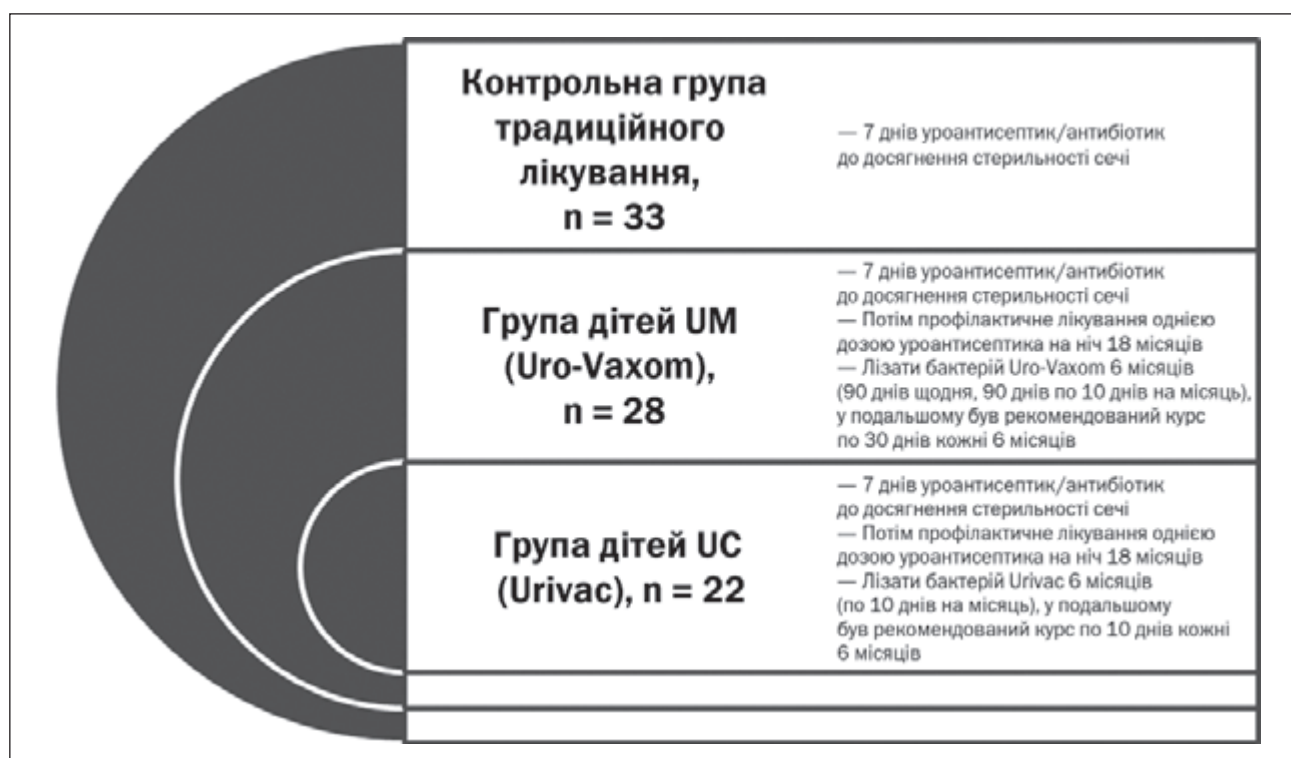 Контрольна група
традиційного
лікування,
n = 33
— 7 днів уроантисептик/антибіотик
до досягнення стерильності сечі
Група дітей UM
(Uro-Vaxom),
n = 28
— 7 днів уроантисептик/антибіотик
до досягнення стерильності сечі
— Потім профілактичне лікування однією
дозою уроантисептика на ніч 18 місяців
— Лізати бактерій Uro-Vaxom 6 місяців
(90 днів щодня, 90 днів по 10 днів на місяць),
у подальшому був рекомендований курс
по 30 днів кожні 6 місяців
Група дітей UC
(Urivac), n = 22
— 7 днів уроантисептик/антибіотик
до досягнення стерильності сечі
— Потім профілактичне лікування однією
дозою уроантисептика на ніч 18 місяців
— Лізати бактерій Urivac 6 місяців
(по 10 днів на місяць), у подальшому
був рекомендований курс по 10 днів кожні
6 місяців